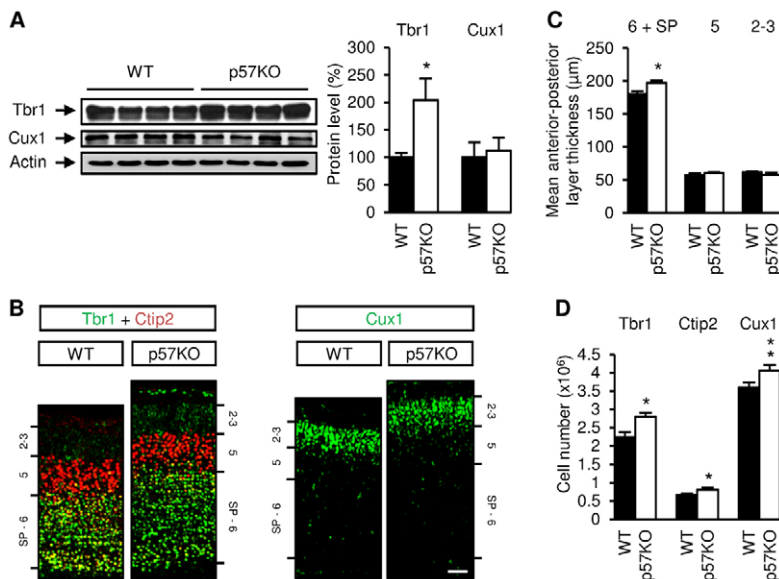 A
WT
p57KO
Tbr1
Cux1
Actin
Tbr1
Cux1
Protein level (%)
300
250
200
150
100
50
0
*
WT
p57KO
WT
p57KO
C
6 + SP
5
2-3
Mean anterior-posterior
layer thickness (µm)
250
200
150
100
50
0
*
WT
p57KO
WT
p57KO
WT
p57KO
B
Tbr1 + Ctip2
WT
p57KO
2-3
5
SP - 6
2-3
5
SP - 6
Cux1
WT
p57KO
2-3
5
SP - 6
2-3
5
SP - 6
D
Tbr1
Ctip2
Cux1
Cell number (x10⁶)
4.5
4
3.5
3
2.5
2
1.5
1
0.5
0
*
*
*
*
WT
p57KO
WT
p57KO
WT
p57KO